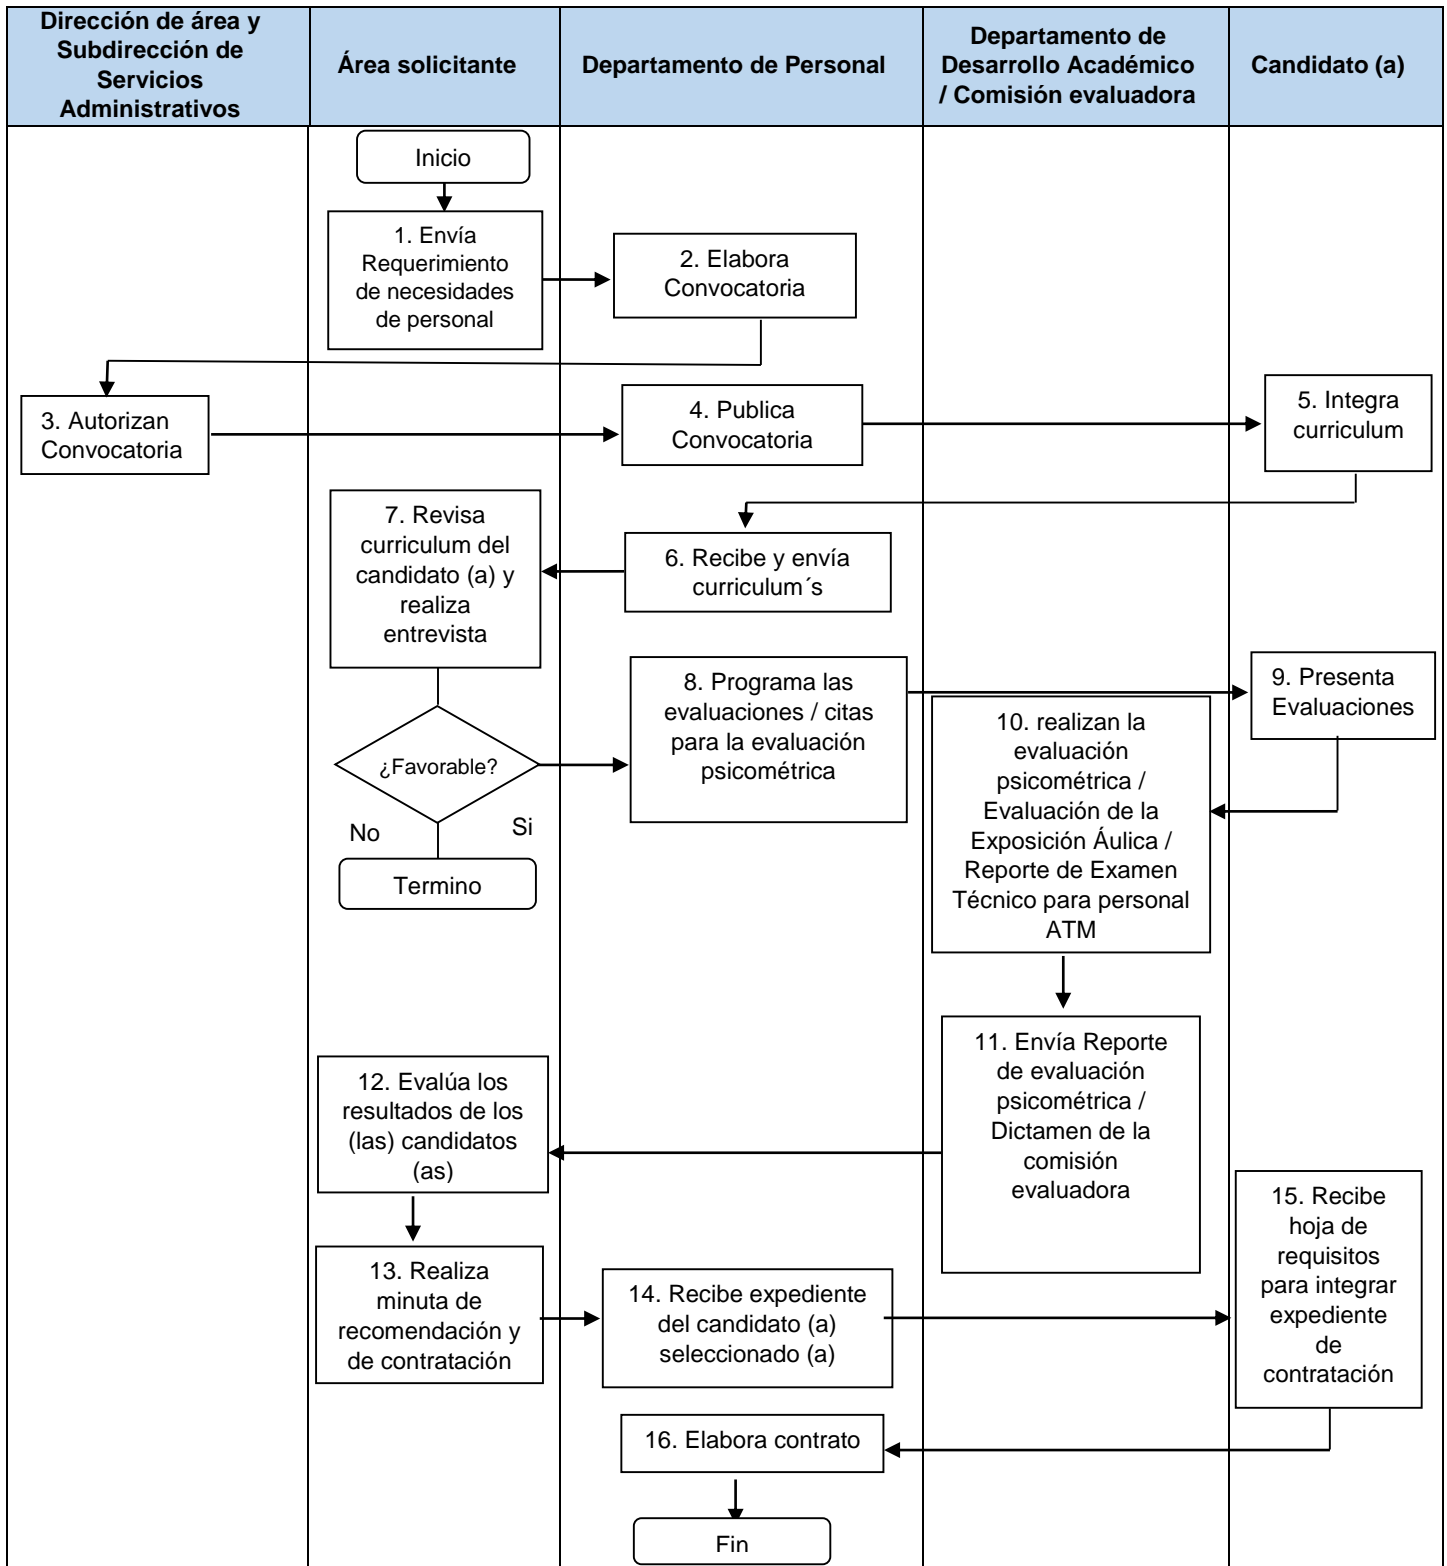 Dirección de área y
Subdirección de
Servicios
Administrativos
Área solicitante
Departamento de Personal
Departamento de
Desarrollo Académico
/ Comisión evaluadora
Candidato (a)
Inicio
1. Envía
Requerimiento
de necesidades
de personal
2. Elabora
Convocatoria
3. Autorizan
Convocatoria
4. Publica
Convocatoria
5. Integra
curriculum
7. Revisa
curriculum del
candidato (a) y
realiza
entrevista
6. Recibe y envía
curriculum´s
8. Programa las
evaluaciones / citas
para la evaluación
psicométrica
9. Presenta
Evaluaciones
10. realizan la
evaluación
psicométrica /
Evaluación de la
Exposición Áulica /
Reporte de Examen
Técnico para personal
ATM
¿Favorable?
No
Si
Termino
11. Envía Reporte
de evaluación
psicométrica /
Dictamen de la
comisión
evaluadora
12. Evalúa los
resultados de los
(las) candidatos
(as)
13. Realiza
minuta de
recomendación y
de contratación
14. Recibe expediente
del candidato (a)
seleccionado (a)
15. Recibe
hoja de
requisitos
para integrar
expediente
de
contratación
16. Elabora contrato
Fin